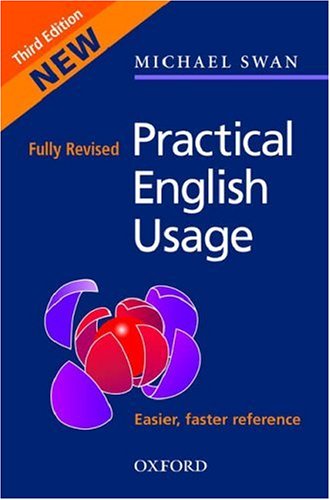 Third Edition
NEW
MICHAEL SWAN
Fully Revised
Practical
English
Usage
Easier, faster reference
OXFORD